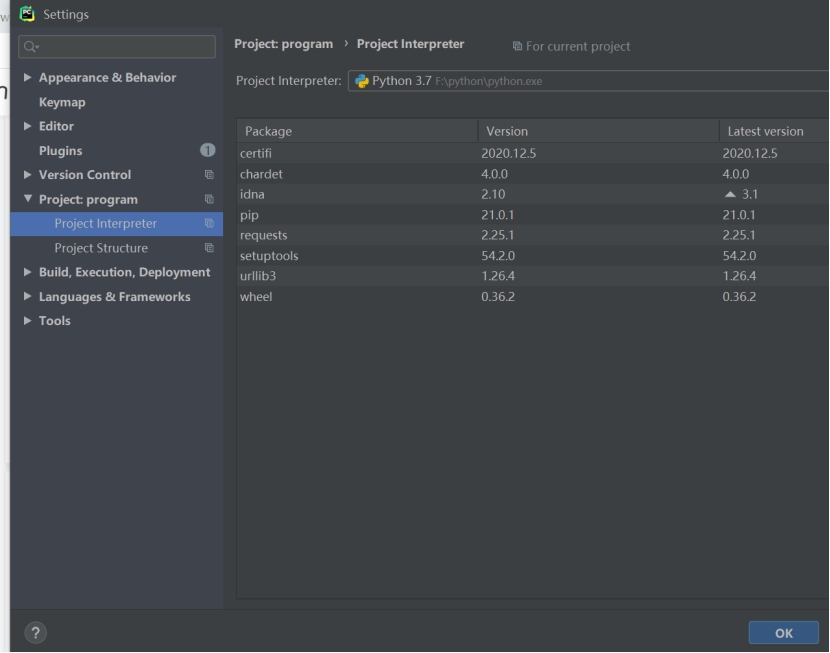 Settings
Project: program › Project Interpreter For current project
Appearance & Behavior
Keymap
Editor
Plugins 1
Version Control
Project: program
Project Interpreter
Project Structure
Build, Execution, Deployment
Languages & Frameworks
Tools
Project Interpreter: Python 3.7 F:\python\python.exe
Package Version Latest version
certifi 2020.12.5 2020.12.5
chardet 4.0.0 4.0.0
idna 2.10 ▲ 3.1
pip 21.0.1 21.0.1
requests 2.25.1 2.25.1
setuptools 54.2.0 54.2.0
urllib3 1.26.4 1.26.4
wheel 0.36.2 0.36.2
? OK